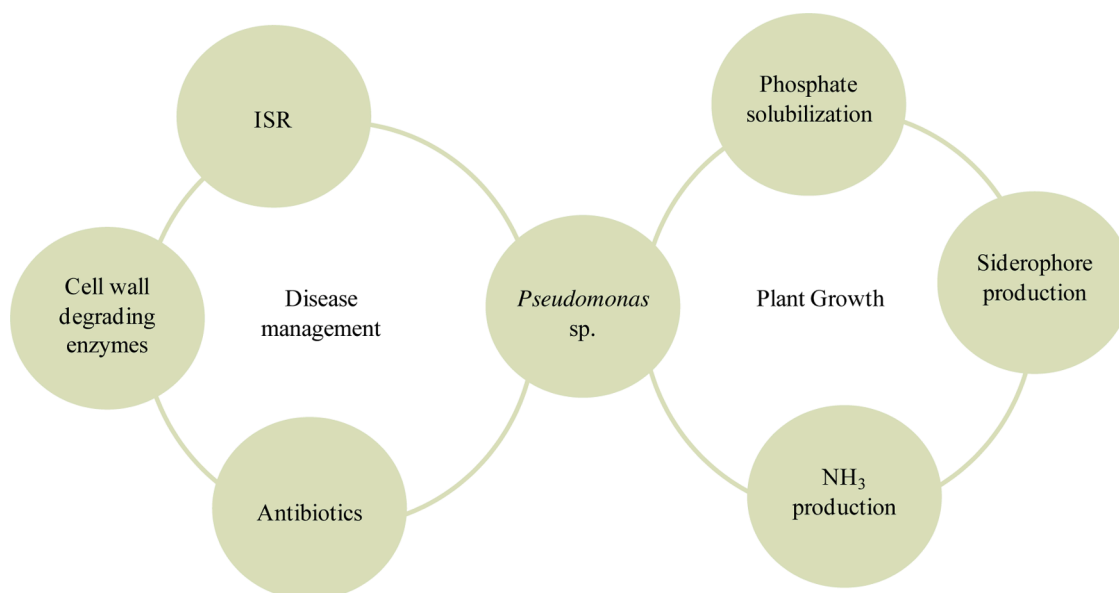 ISR
Cell wall
degrading
enzymes
Disease
management
Antibiotics
Pseudomonas
sp.
Phosphate
solubilization
Plant Growth
Siderophore
production
NH₃
production